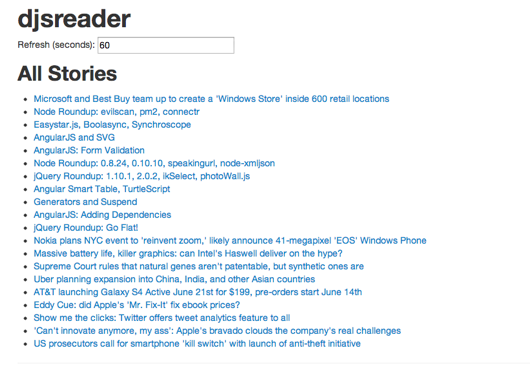 djsreader
Refresh (seconds): 60
All Stories
Microsoft and Best Buy team up to create a 'Windows Store' inside 600 retail locations
Node Roundup: evilscan, pm2, connectr
Easystar.js, Boolasync, Synchroscope
AngularJS and SVG
AngularJS: Form Validation
Node Roundup: 0.8.24, 0.10.10, speakingurl, node-xmljson
jQuery Roundup: 1.10.1, 2.0.2, ikSelect, photoWall.js
Angular Smart Table, TurtleScript
Generators and Suspend
AngularJS: Adding Dependencies
jQuery Roundup: Go Flat!
Nokia plans NYC event to 'reinvent zoom,' likely announce 41-megapixel 'EOS' Windows Phone
Massive battery life, killer graphics: can Intel's Haswell deliver on the hype?
Supreme Court rules that natural genes aren't patentable, but synthetic ones are
Uber planning expansion into China, India, and other Asian countries
AT&T launching Galaxy S4 Active June 21st for $199, pre-orders start June 14th
Eddy Cue: did Apple's 'Mr. Fix-It' fix ebook prices?
Show me the clicks: Twitter offers tweet analytics feature to all
'Can't innovate anymore, my ass': Apple's bravado clouds the company's real challenges
US prosecutors call for smartphone 'kill switch' with launch of anti-theft initiative